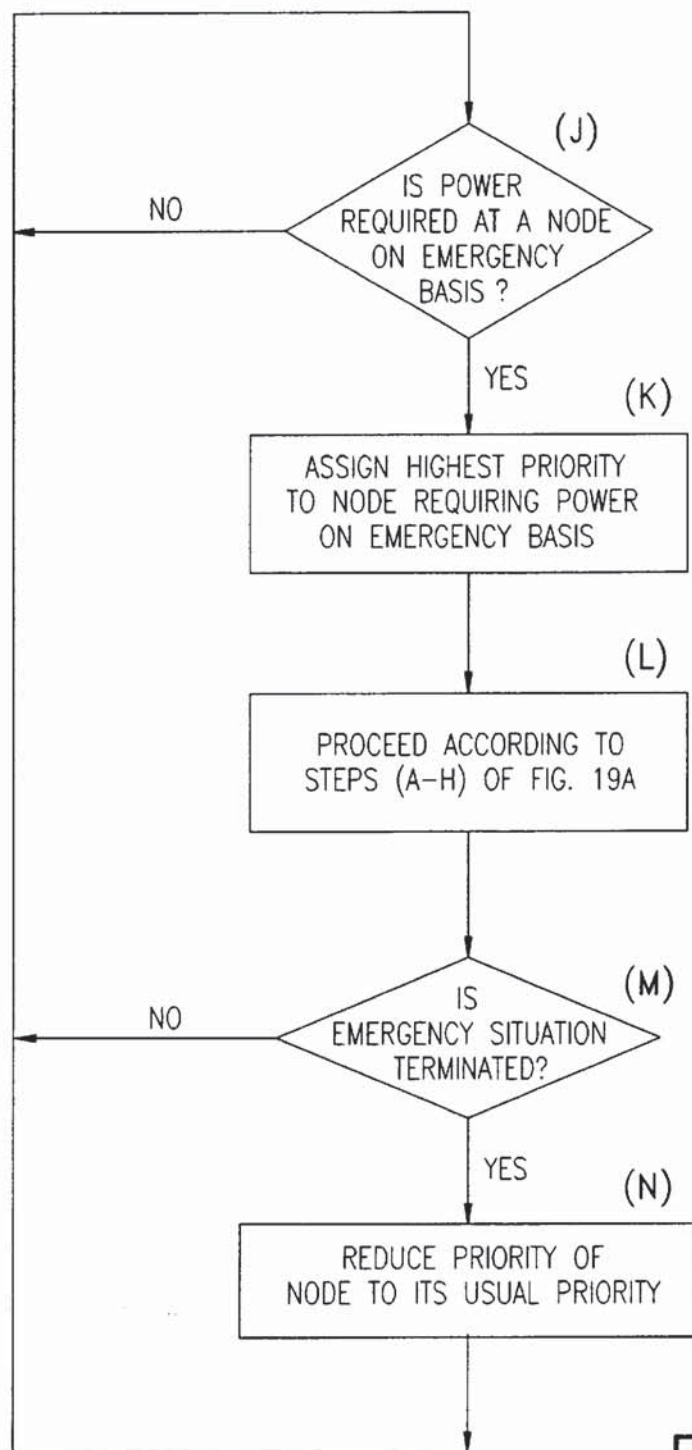 (J)
IS POWER
REQUIRED AT A NODE
ON EMERGENCY
BASIS ?
NO
YES
(K)
ASSIGN HIGHEST PRIORITY
TO NODE REQUIRING POWER
ON EMERGENCY BASIS
(L)
PROCEED ACCORDING TO
STEPS (A-H) OF FIG. 19A
(M)
IS
EMERGENCY SITUATION
TERMINATED?
NO
YES
(N)
REDUCE PRIORITY OF
NODE TO ITS USUAL PRIORITY